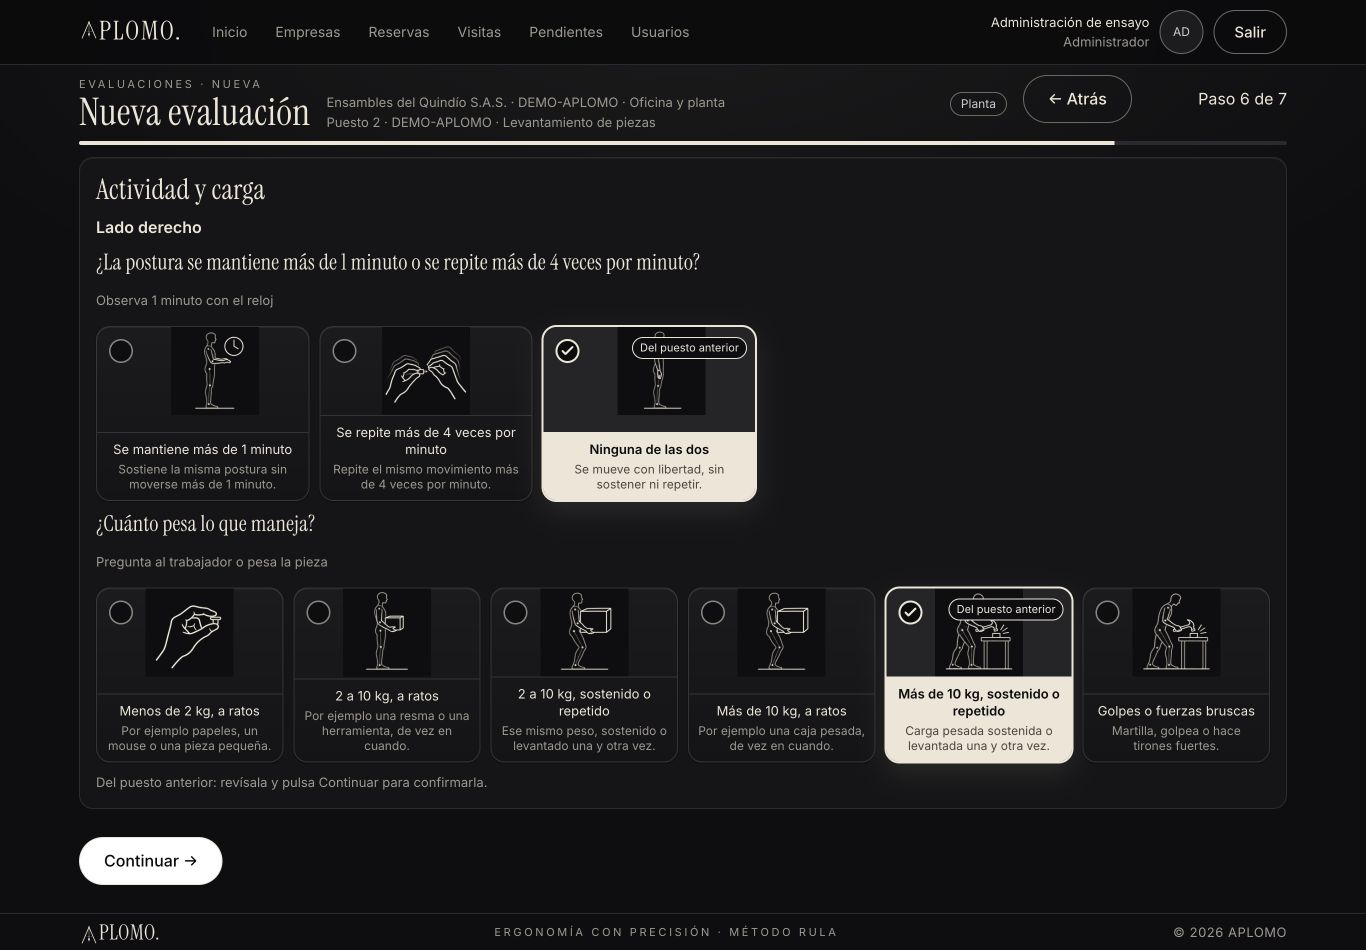 APLOMO.
Inicio
Empresas
Reservas
Visitas
Pendientes
Usuarios
Administración de ensayo
Administrador
AD
Salir
EVALUACIONES · NUEVA
Nueva evaluación
Ensambles del Quindío S.A.S. · DEMO-APLOMO · Oficina y planta
Puesto 2 · DEMO-APLOMO · Levantamiento de piezas
Planta
← Atrás
Paso 6 de 7
Actividad y carga
Lado derecho
¿La postura se mantiene más de 1 minuto o se repite más de 4 veces por minuto?
Observa 1 minuto con el reloj
Se mantiene más de 1 minuto
Sostiene la misma postura sin
moverse más de 1 minuto.
Se repite más de 4 veces por
minuto
Repite el mismo movimiento más
de 4 veces por minuto.
Del puesto anterior
Ninguna de las dos
Se mueve con libertad, sin
sostener ni repetir.
¿Cuánto pesa lo que maneja?
Pregunta al trabajador o pesa la pieza
Menos de 2 kg, a ratos
Por ejemplo papeles, un
mouse o una pieza pequeña.
2 a 10 kg, a ratos
Por ejemplo una resma o una
herramienta, de vez en
cuando.
2 a 10 kg, sostenido o
repetido
Ese mismo peso, sostenido o
levantado una y otra vez.
Más de 10 kg, a ratos
Por ejemplo una caja pesada,
de vez en cuando.
Del puesto anterior
Más de 10 kg, sostenido o
repetido
Carga pesada sostenida o
levantada una y otra vez.
Golpes o fuerzas bruscas
Martilla, golpea o hace
tirones fuertes.
Del puesto anterior: revísala y pulsa Continuar para confirmarla.
Continuar →
APLOMO.
ERGONOMÍA CON PRECISIÓN · MÉTODO RULA
© 2026 APLOMO